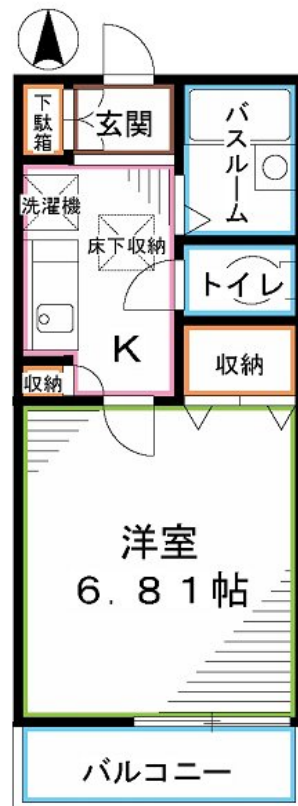 下駄箱
玄関
バスルーム
洗濯機
床下収納
トイレ
K
収納
収納
洋室
6.81帖
バルコニー